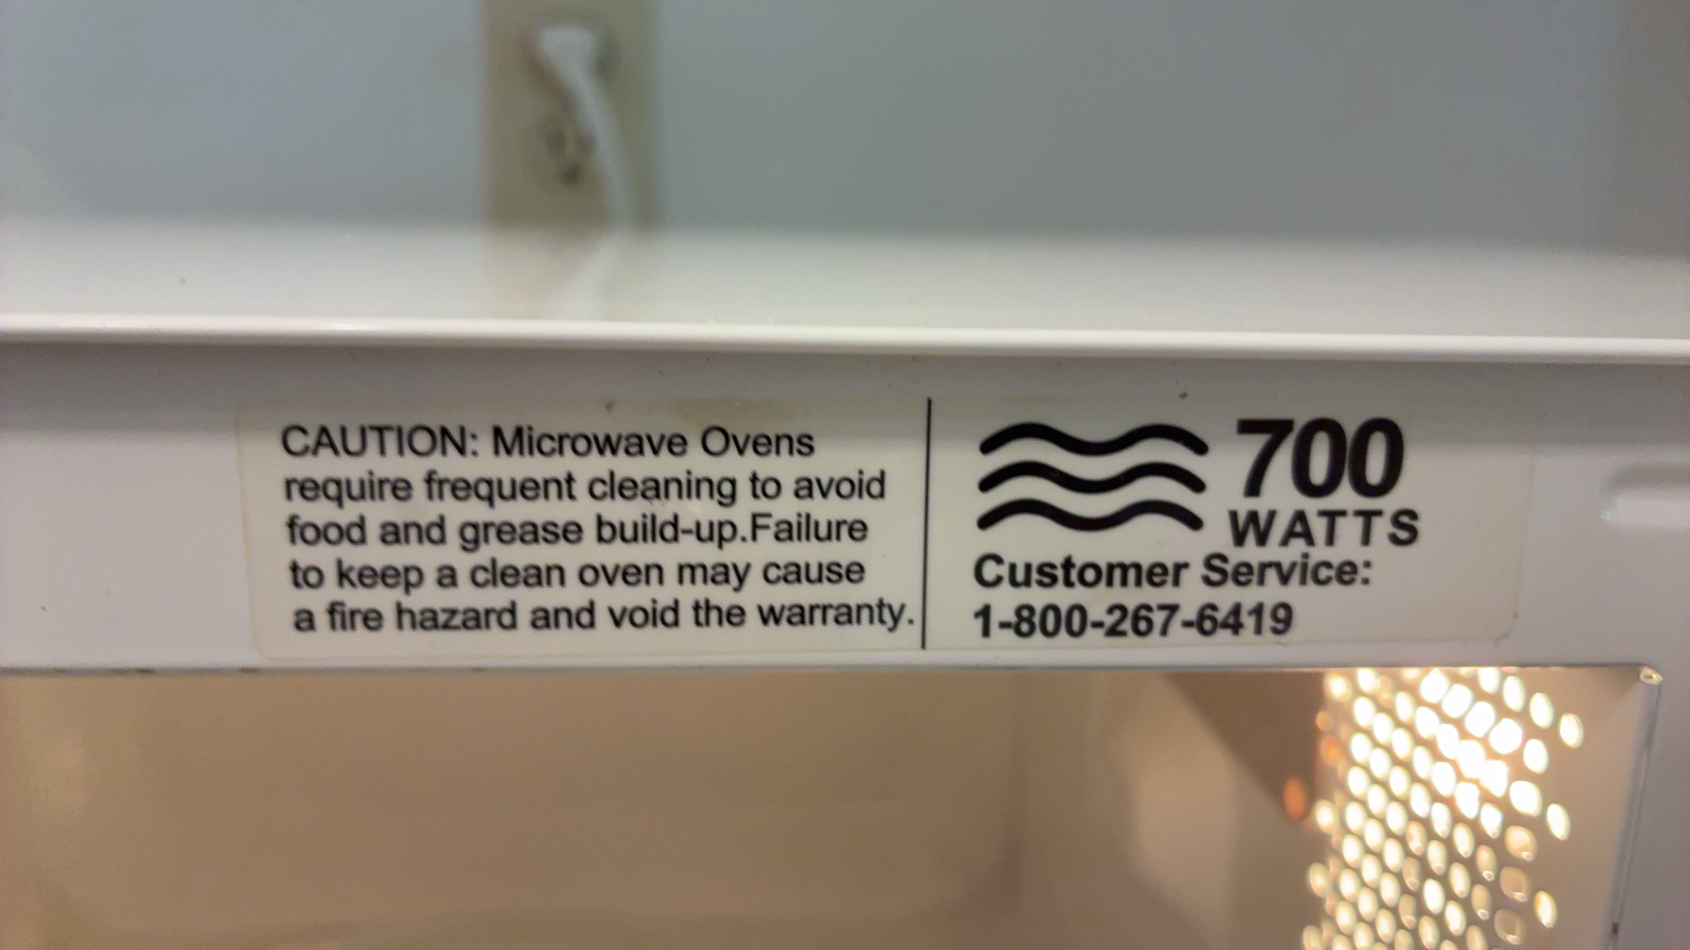 CAUTION: Microwave Ovens
require frequent cleaning to avoid
food and grease build-up.Failure
to keep a clean oven may cause
a fire hazard and void the warranty.
700
WATTS
Customer Service:
1-800-267-6419